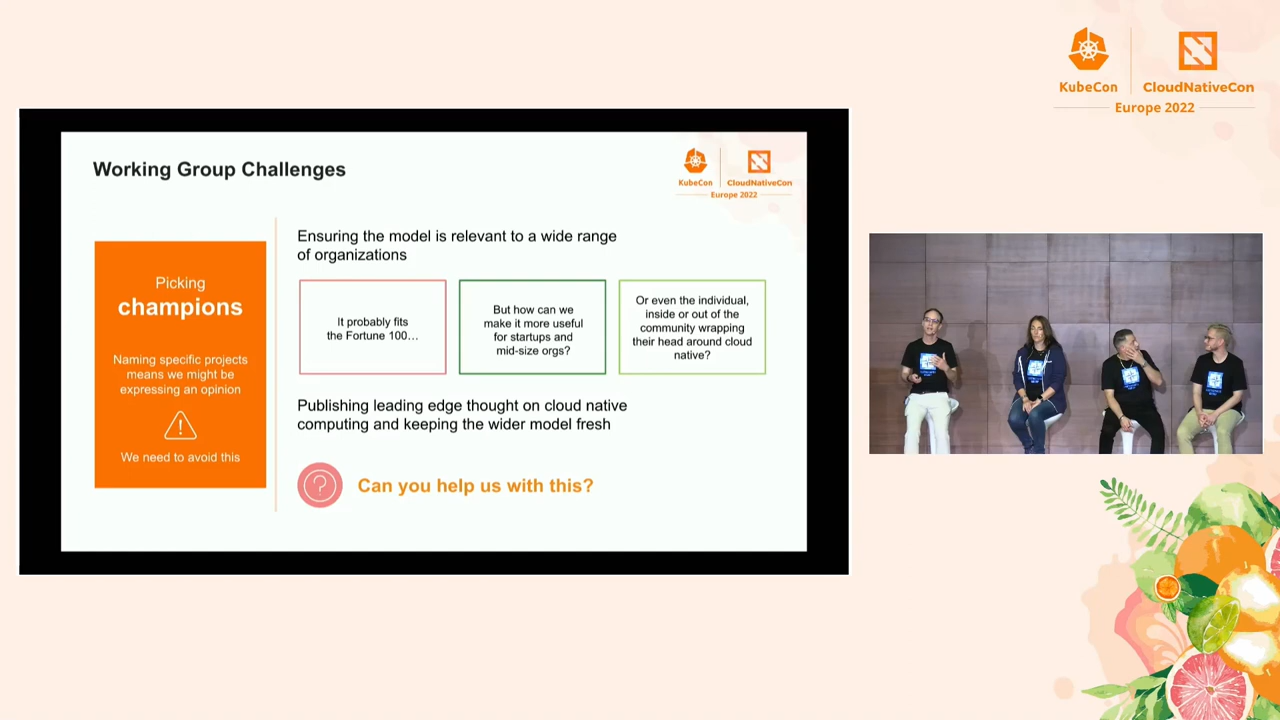 KubeCon
CloudNativeCon
Europe 2022
Working Group Challenges
KubeCon
CloudNativeCon
Europe 2022
Picking
champions
Naming specific projects
means we might be
expressing an opinion
We need to avoid this
Ensuring the model is relevant to a wide range
of organizations
It probably fits
the Fortune 100...
But how can we
make it more useful
for startups and
mid-size orgs?
Or even the individual,
inside or out of the
community wrapping
their head around cloud
native?
Publishing leading edge thought on cloud native
computing and keeping the wider model fresh
Can you help us with this?